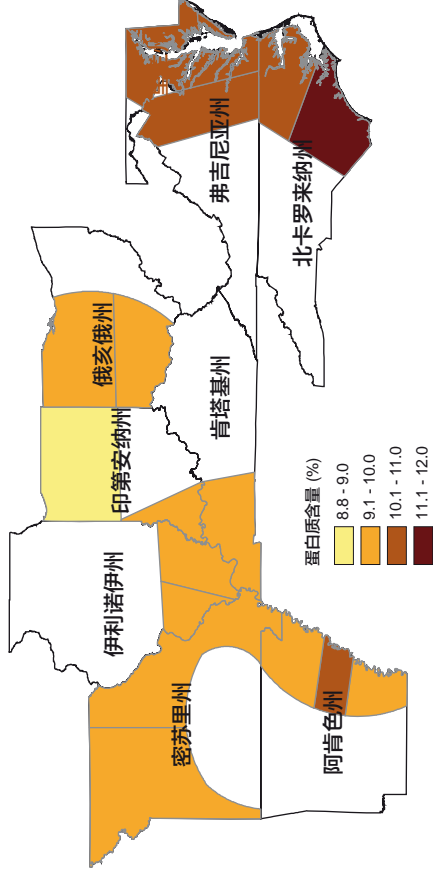 弗吉尼亚州
北卡罗来纳州
俄亥俄州
肯塔基州
印第安纳州
伊利诺伊州
密苏里州
阿肯色州
蛋白质含量 (%)
8.8 - 9.0
9.1 - 10.0
10.1 - 11.0
11.1 - 12.0